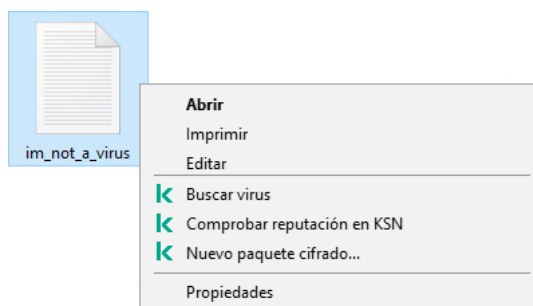 im_not_a_virus
Abrir
Imprimir
Editar
Buscar virus
Comprobar reputación en KSN
Nuevo paquete cifrado...
Propiedades